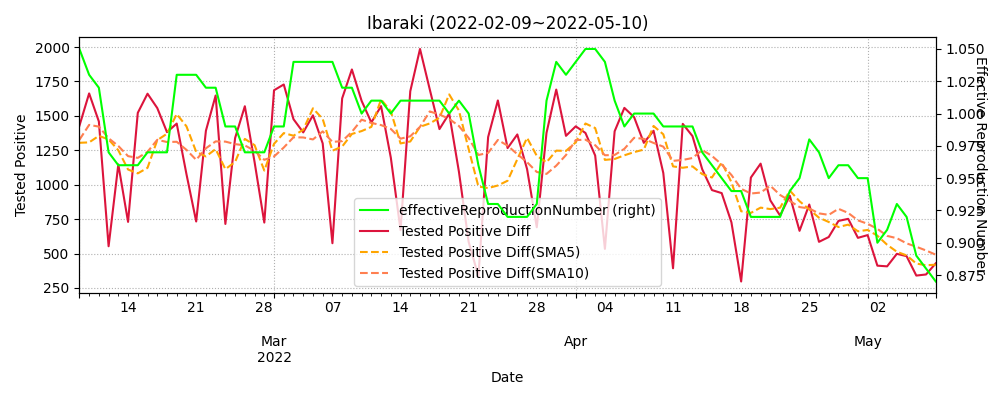 Ibaraki (2022-02-09~2022-05-10)
Tested Positive
2000
1750
1500
1250
1000
750
500
250
1.050
1.025
1.000
0.975
0.950
0.925
0.900
0.875
Effective Reproduction Number
effectiveReproductionNumber (right)
Tested Positive Diff
Tested Positive Diff(SMA5)
Tested Positive Diff(SMA10)
14 21 28 07 14 21 28 04 11 18 25 02
Mar Apr May
2022
Date